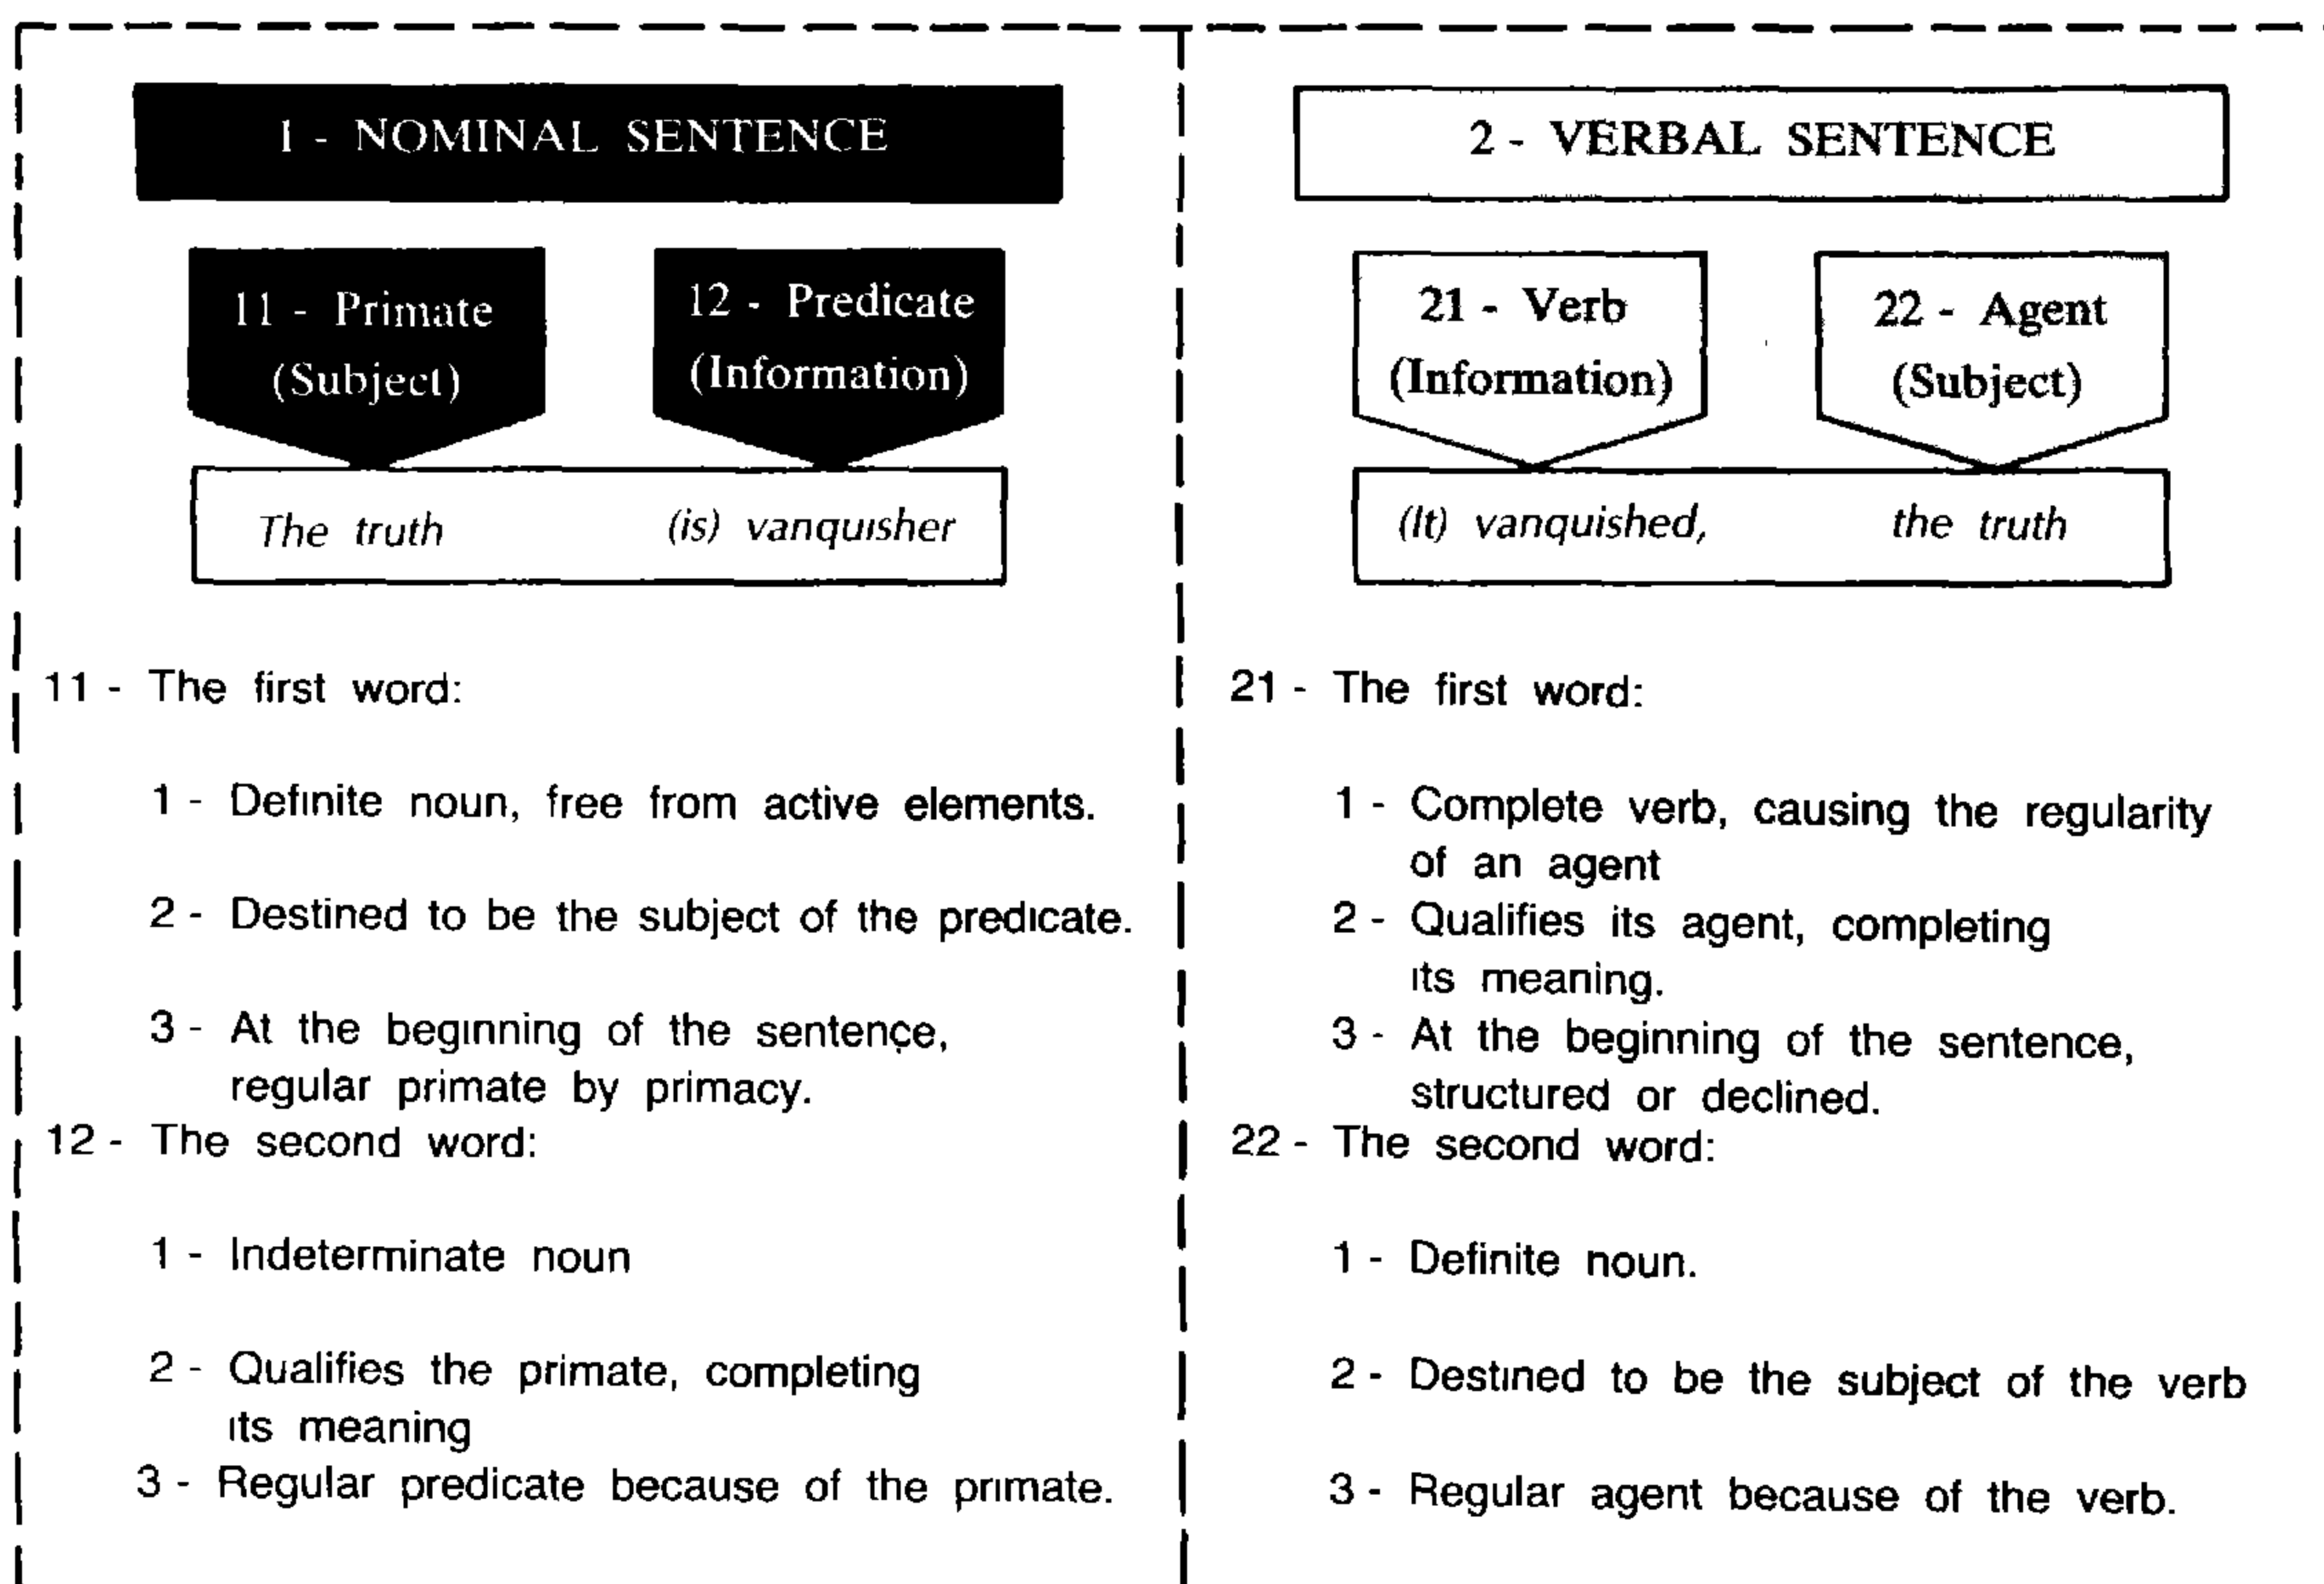 1 - NOMINAL SENTENCE
11 - Primate
(Subject)
12 - Predicate
(Information)
The truth (is) vanquisher
11 - The first word:
1 - Definite noun, free from active elements.
2 - Destined to be the subject of the predicate.
3 - At the beginning of the sentence,
regular primate by primacy.
12 - The second word:
1 - Indeterminate noun
2 - Qualifies the primate, completing
its meaning
3 - Regular predicate because of the primate.
2 - VERBAL SENTENCE
21 - Verb
(Information)
22 - Agent
(Subject)
(It) vanquished, the truth
21 - The first word:
1 - Complete verb, causing the regularity
of an agent
2 - Qualifies its agent, completing
its meaning.
3 - At the beginning of the sentence,
structured or declined.
22 - The second word:
1 - Definite noun.
2 - Destined to be the subject of the verb
3 - Regular agent because of the verb.